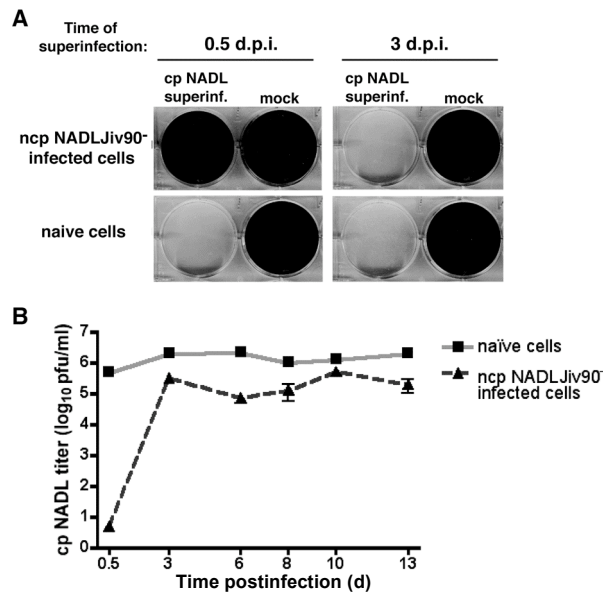 A
Time of
superinfection:
0.5 d.p.i.
3 d.p.i.
cp NADL
superinf.
mock
cp NADL
superinf.
mock
ncp NADLJiv90-
infected cells
naive cells
B
cp NADL titer (log10 pfu/ml)
7
6
5
4
3
2
1
0
0.5
3
6
8
10
13
Time postinfection (d)
naïve cells
ncp NADLJiv90-
infected cells